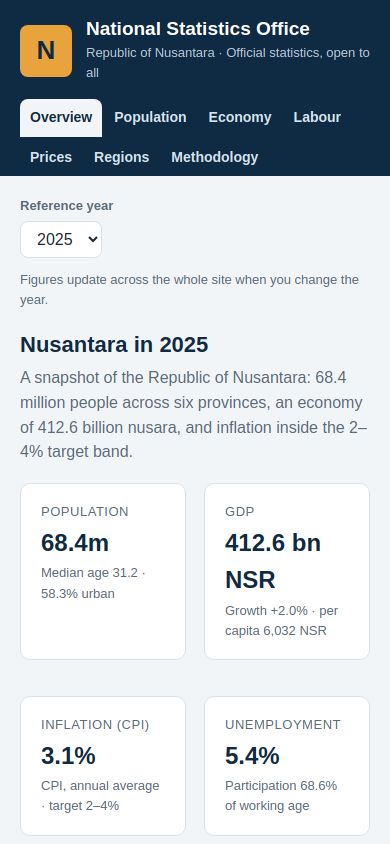 N
National Statistics Office
Republic of Nusantara · Official statistics, open to
all
Overview
Population
Economy
Labour
Prices
Regions
Methodology
Reference year
2025
Figures update across the whole site when you change the
year.
Nusantara in 2025
A snapshot of the Republic of Nusantara: 68.4
million people across six provinces, an economy
of 412.6 billion nusara, and inflation inside the 2–
4% target band.
POPULATION
68.4m
Median age 31.2 ·
58.3% urban
GDP
412.6 bn
NSR
Growth +2.0% · per
capita 6,032 NSR
INFLATION (CPI)
3.1%
CPI, annual average
· target 2–4%
UNEMPLOYMENT
5.4%
Participation 68.6%
of working age